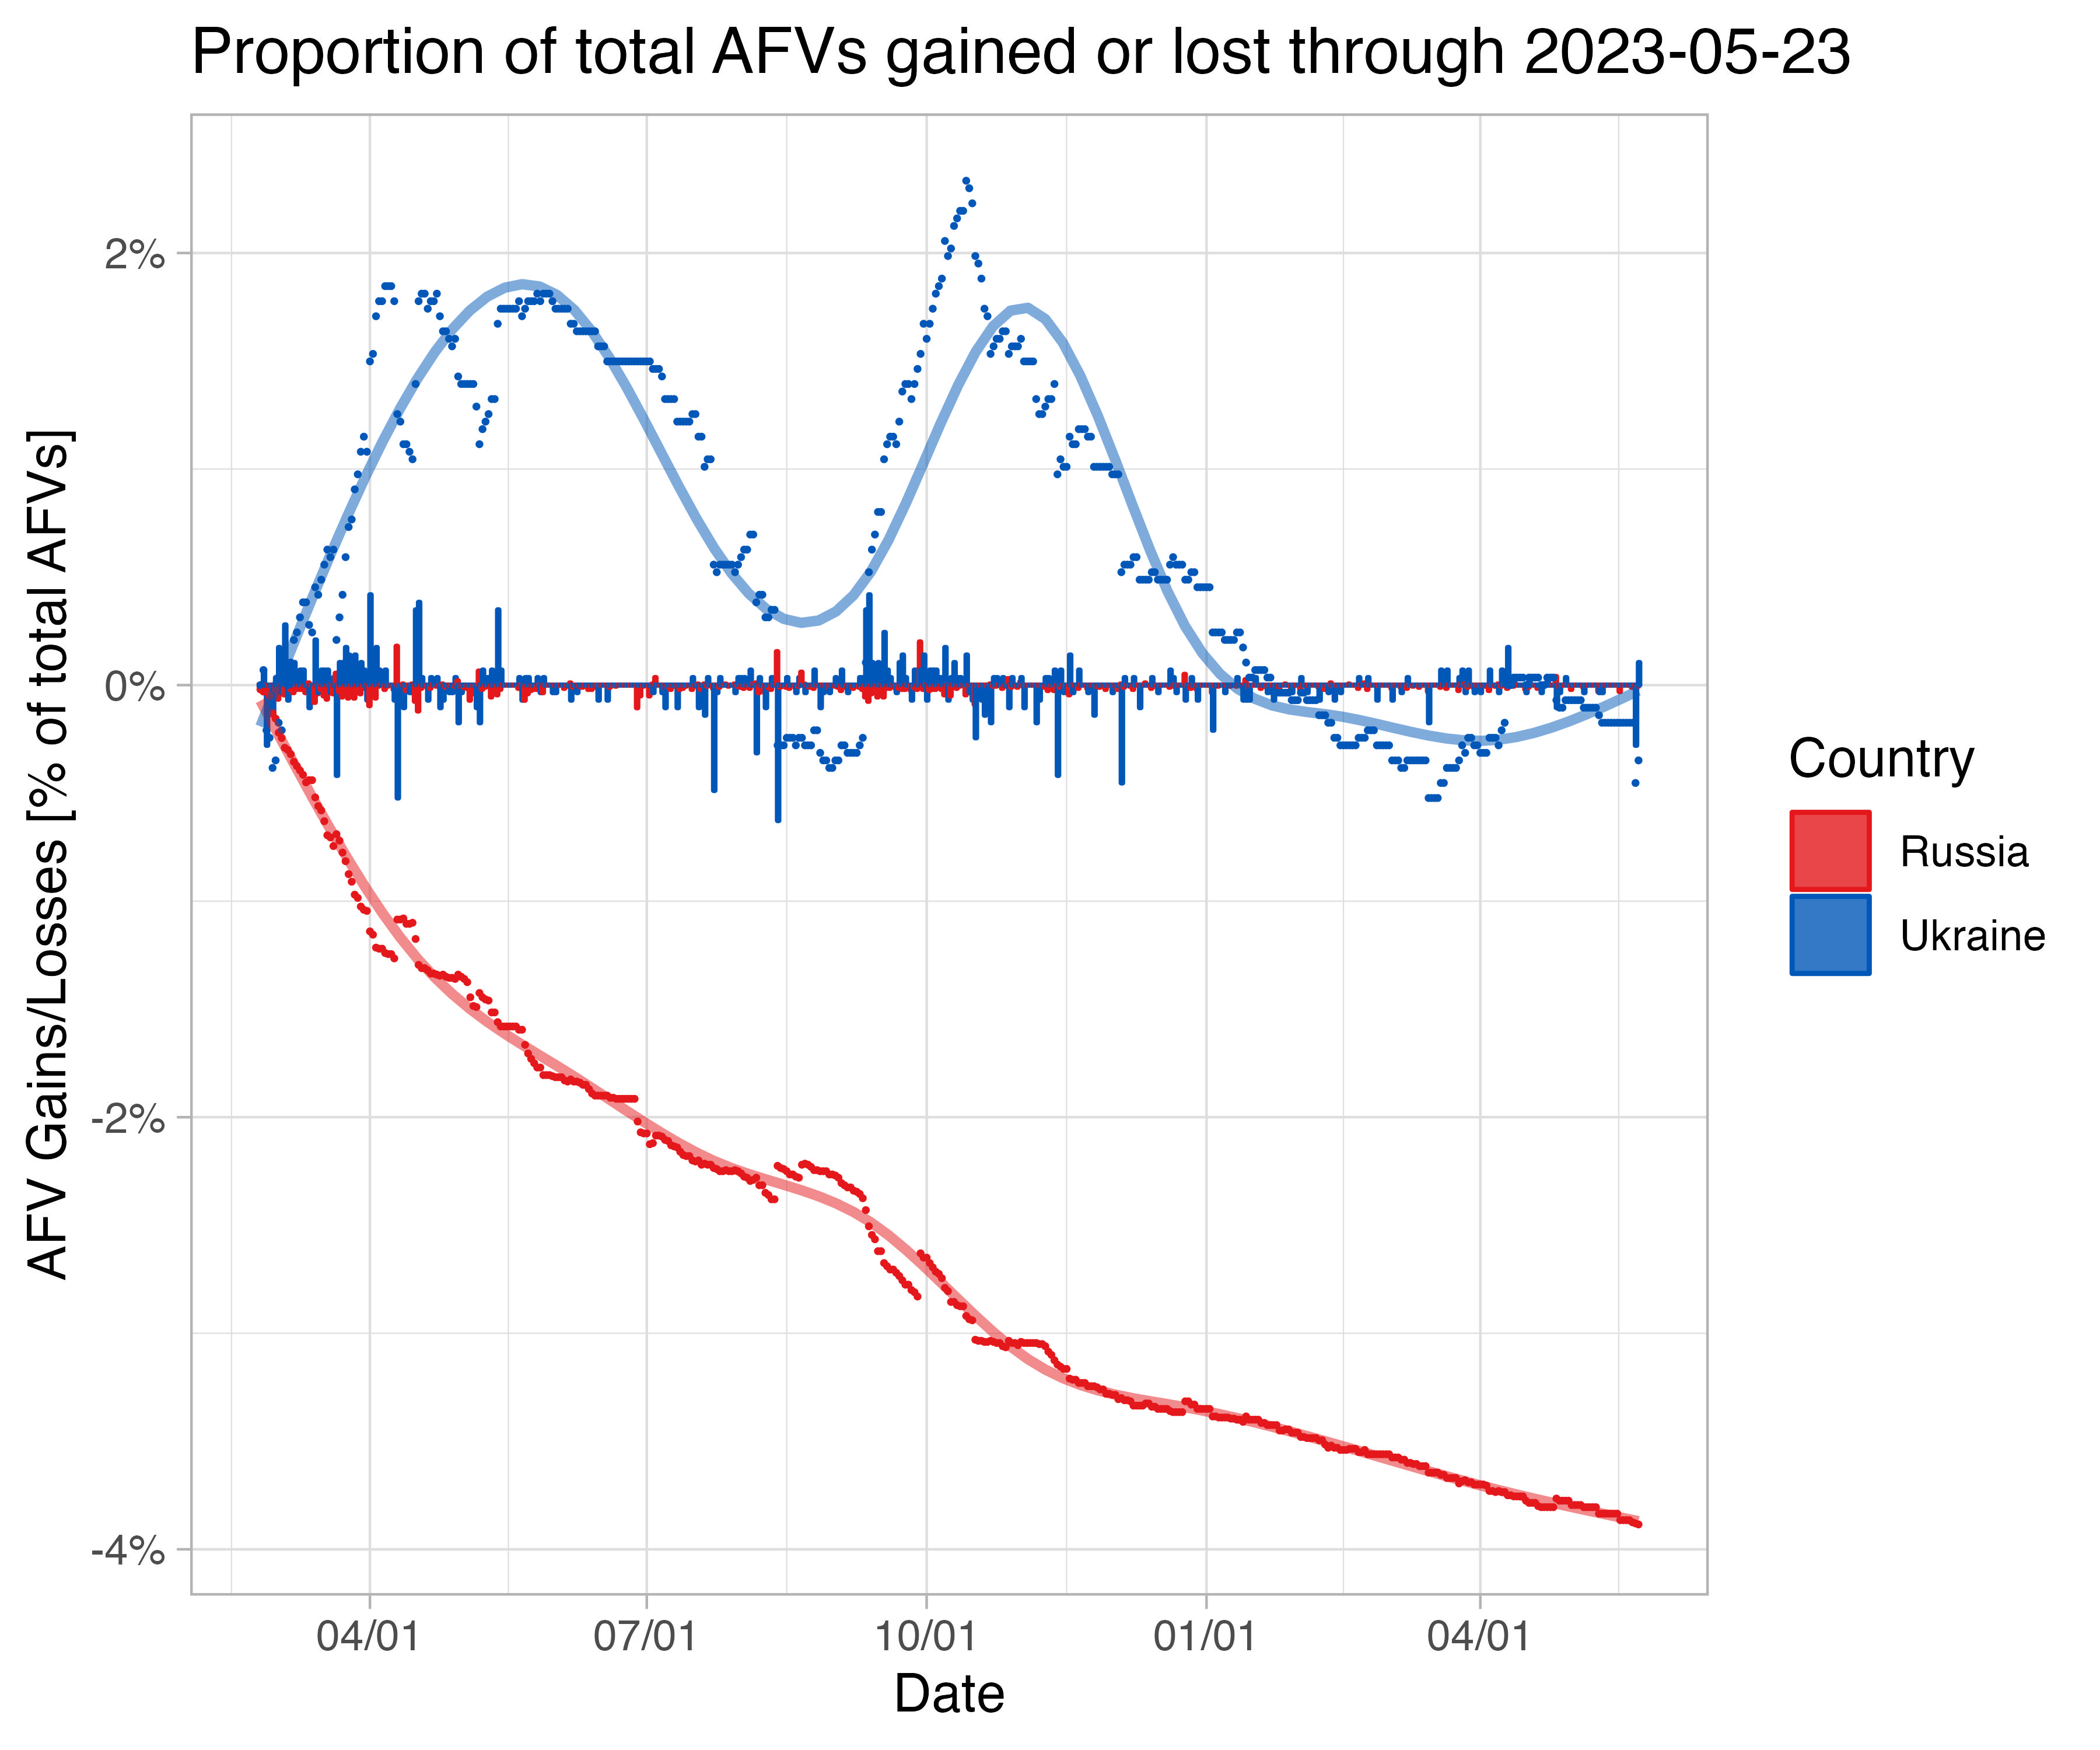 Proportion of total AFVs gained or lost through 2023-05-23
AFV Gains/Losses [% of total AFVs]
2%
0%
-2%
-4%
04/01
07/01
10/01
01/01
04/01
Date
Country
Russia
Ukraine